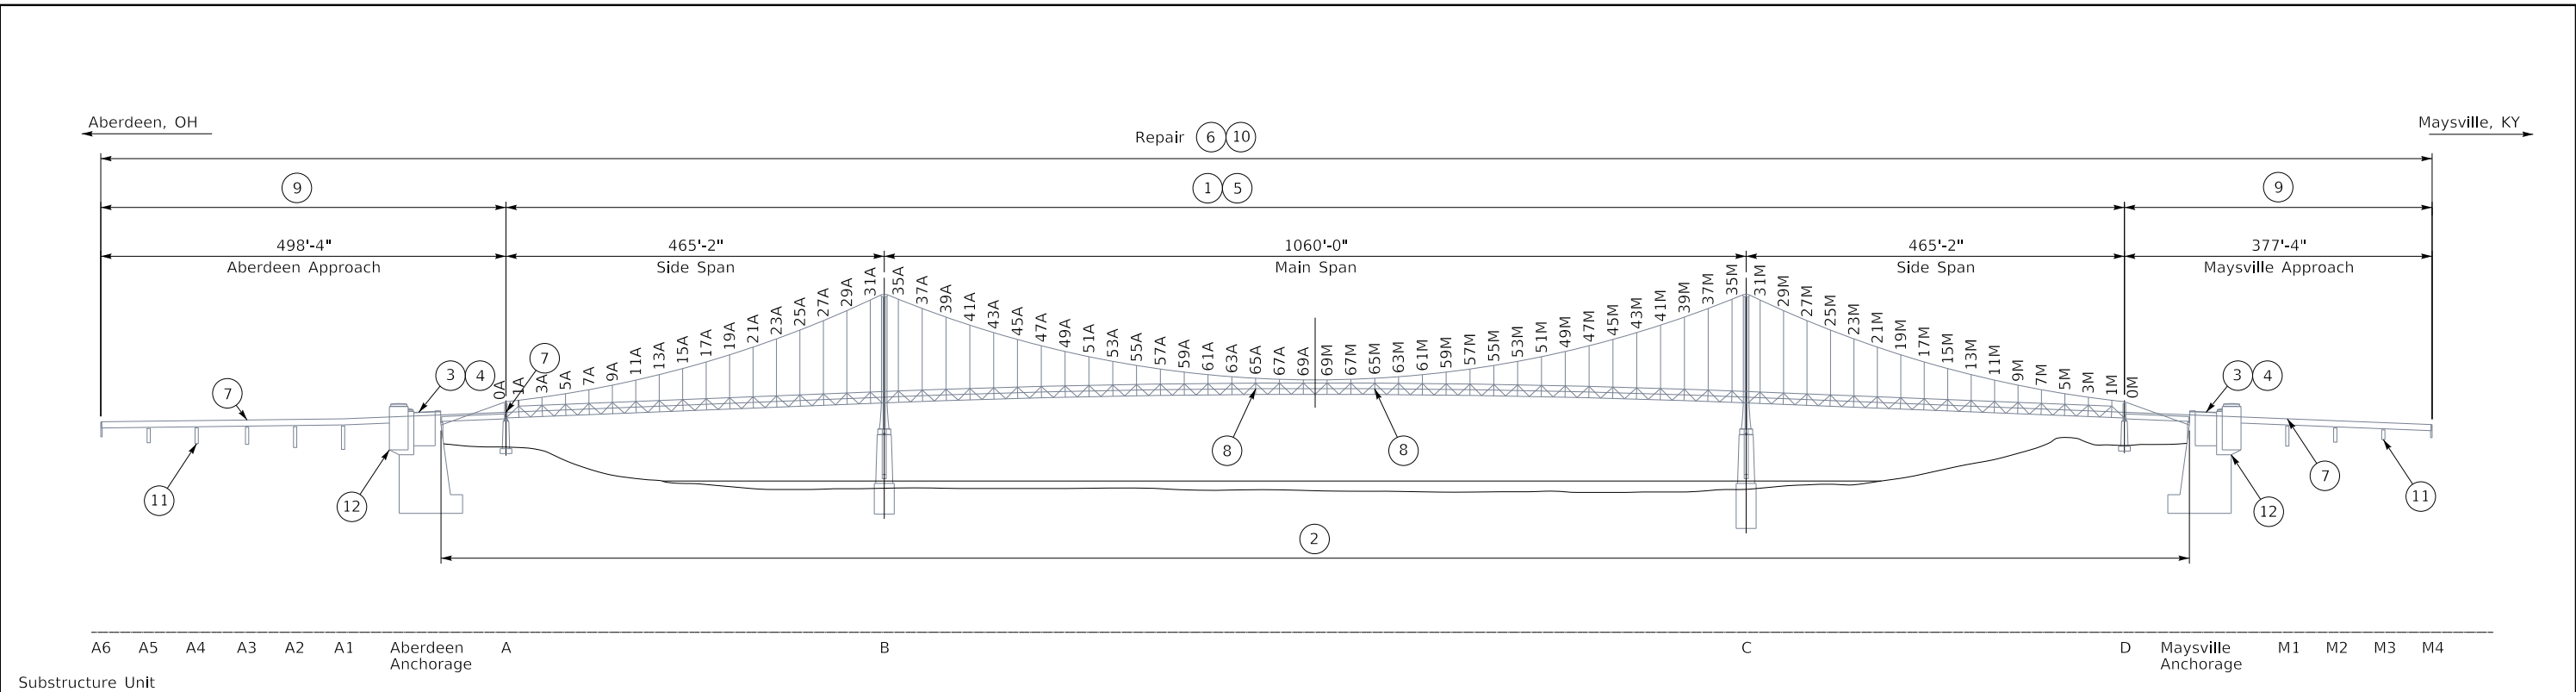 Aberdeen, OH
Maysville, KY
Repair 6 10
9
1 5
9
498'-4"
465'-2"
1060'-0"
465'-2"
377'-4"
Aberdeen Approach
Side Span
Main Span
Side Span
Maysville Approach
0A 1A 3A 5A 7A 9A 11A 13A 15A 17A 19A 21A 23A 25A 27A 29A 31A 35A 37A 39A 41A 43A 45A 47A 49A 51A 53A 55A 57A 59A 61A 63A 65A 67A 69A 69M 67M 65M 63M 61M 59M 57M 55M 53M 51M 49M 47M 45M 43M 41M 39M 37M 35M 31M 29M 27M 25M 23M 21M 19M 17M 15M 13M 11M 9M 7M 5M 3M 1M 0M
7
3 4
7
3 4
8
8
7
11
12
12
11
2
A6 A5 A4 A3 A2 A1 Aberdeen A B C D Maysville M1 M2 M3 M4
Anchorage Anchorage
Substructure Unit